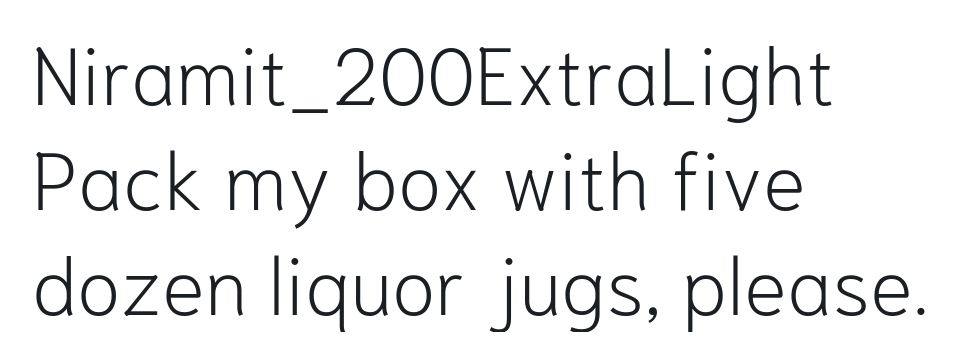 Niramit_200ExtraLight
Pack my box with five
dozen liquor jugs, please.